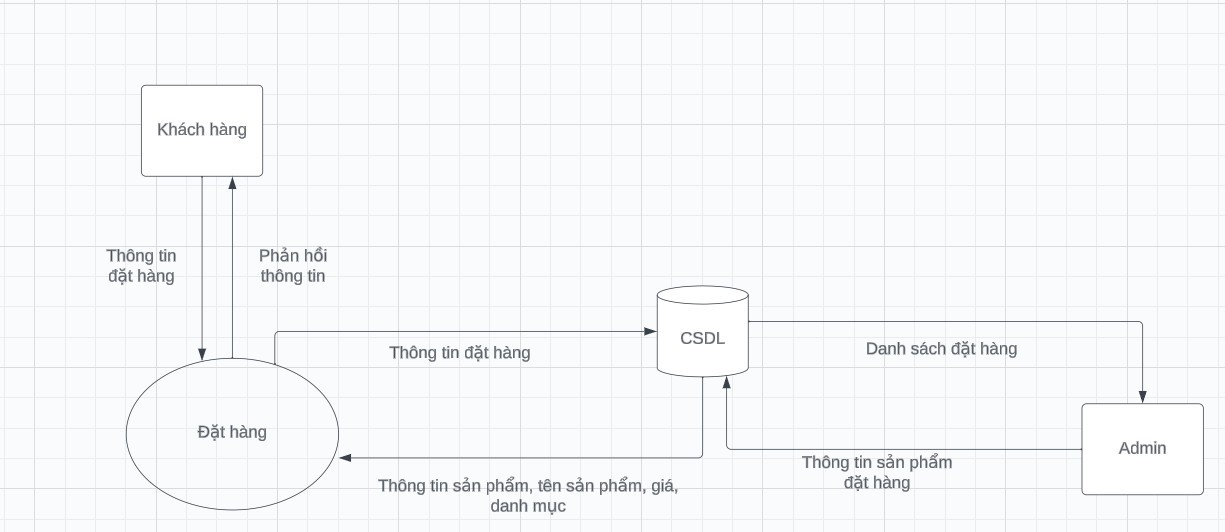 Khách hàng
Thông tin
đặt hàng
Phản hồi
thông tin
CSDL
Thông tin đặt hàng
Danh sách đặt hàng
Đặt hàng
Admin
Thông tin sản phẩm
đặt hàng
Thông tin sản phẩm, tên sản phẩm, giá,
danh mục